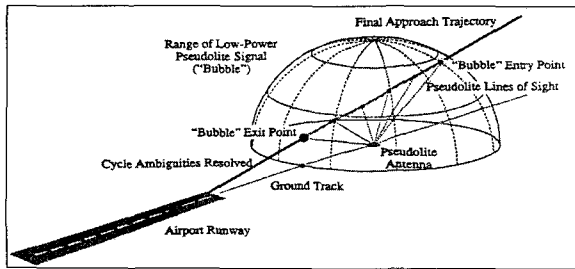 Final Approach Trajectory
Range of Low-Power
Pseudolite Signal
("Bubble")
"Bubble" Entry Point
Pseudolite Lines of Sight
"Bubble" Exit Point
Cycle Ambiguities Resolved
Pseudolite
Antenna
Ground Track
Airport Runway